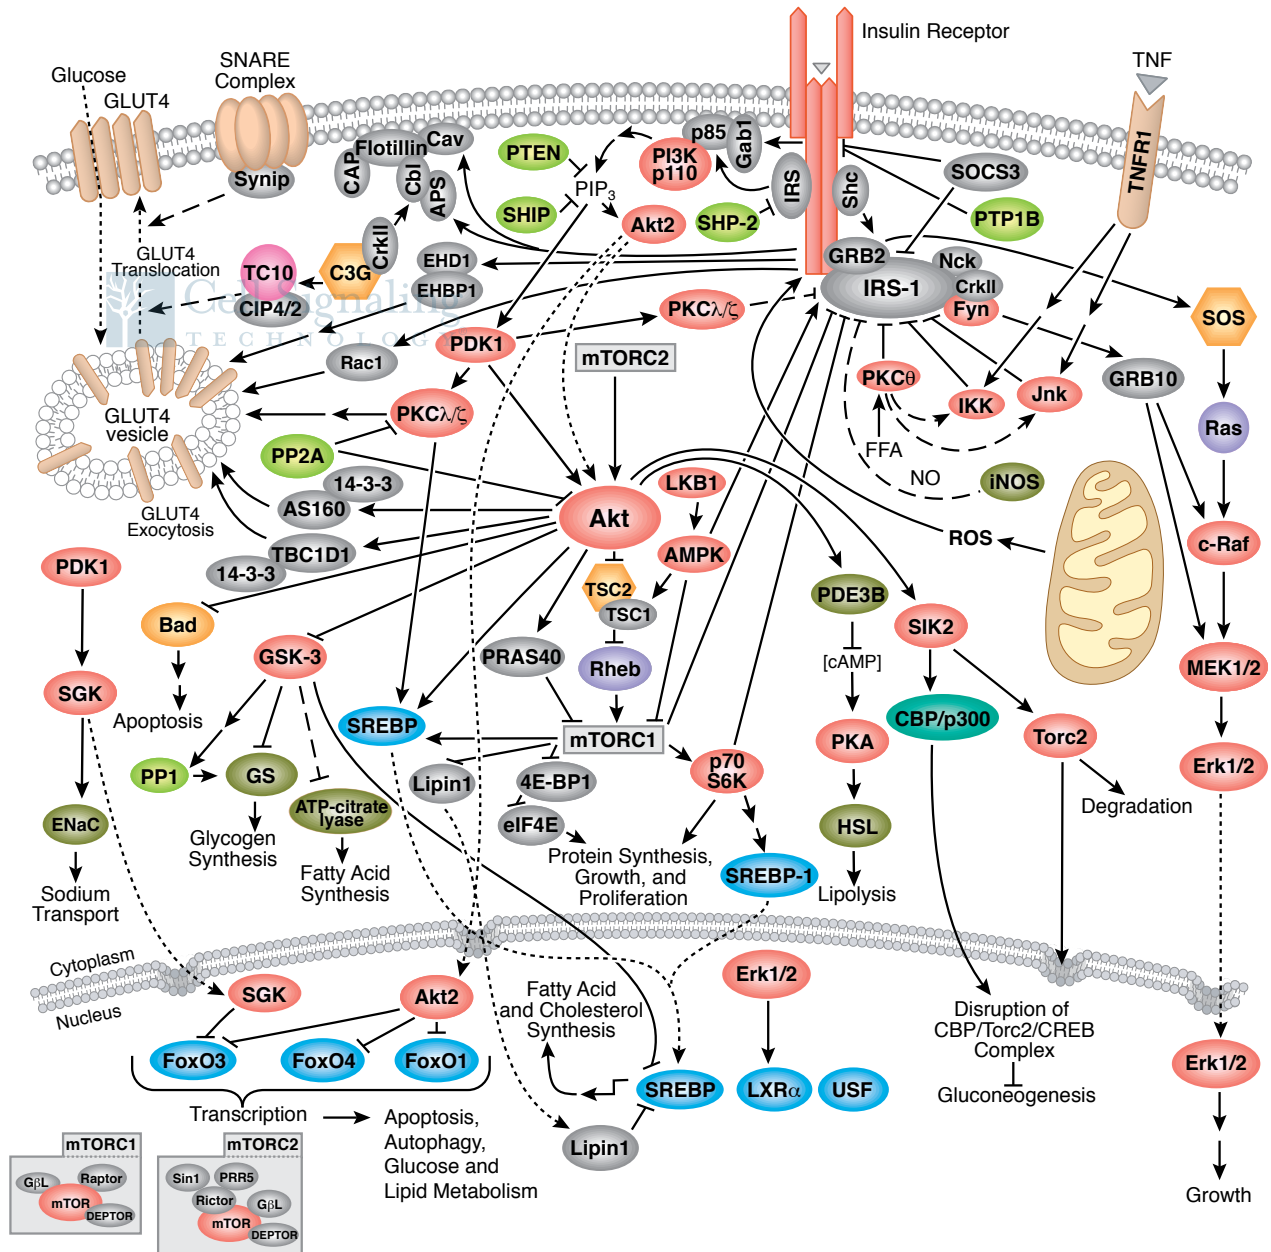 Insulin Receptor
SNARE
Complex
TNF
Glucose
GLUT4
TNFR1
Synip
CAP
Flotillin
Cav
Cbl
APS
CrkII
PTEN
PIP3
SHIP
PI3K
p110
p85
Gab1
IRS
Shc
SHP-2
Akt2
SOCS3
PTP1B
GRB2
IRS-1
Nck
CrkII
Fyn
GLUT4
Translocation
TC10
CIP4/2
C3G
EHD1
EHBP1
Cell Signaling
TECHNOLOGY
PKCλ/ζ
SOS
PDK1
mTORC2
Rac1
PKCθ
IKK
Jnk
GRB10
GLUT4
vesicle
PKCλ/ζ
FFA
Ras
PP2A
14-3-3
AS160
LKB1
NO
iNOS
GLUT4
Exocytosis
Akt
ROS
c-Raf
TBC1D1
14-3-3
AMPK
PDK1
TSC2
TSC1
PDE3B
Bad
SIK2
GSK-3
PRAS40
Rheb
[cAMP]
MEK1/2
SGK
Apoptosis
SREBP
mTORC1
CBP/p300
PKA
Torc2
PP1
GS
Lipin1
4E-BP1
p70
S6K
Erk1/2
ATP-citrate
lyase
Degradation
ENaC
eIF4E
HSL
Glycogen
Synthesis
Protein Synthesis,
Growth, and
Proliferation
SREBP-1
Lipolysis
Fatty Acid
Synthesis
Sodium
Transport
Cytoplasm
Nucleus
SGK
Akt2
Fatty Acid
and Cholesterol
Synthesis
Erk1/2
Disruption of
CBP/Torc2/CREB
Complex
FoxO3
FoxO4
FoxO1
Erk1/2
SREBP
LXRα
USF
Gluconeogenesis
Transcription
Apoptosis,
Autophagy,
Glucose and
Lipid Metabolism
Lipin1
Growth
mTORC1
GβL
Raptor
mTOR
DEPTOR
mTORC2
Sin1
PRR5
Rictor
GβL
mTOR
DEPTOR